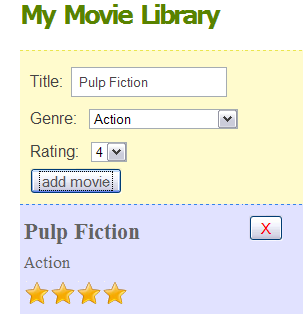 My Movie Library
Title: Pulp Fiction
Genre: Action
Rating: 4
add movie
Pulp Fiction X
Action